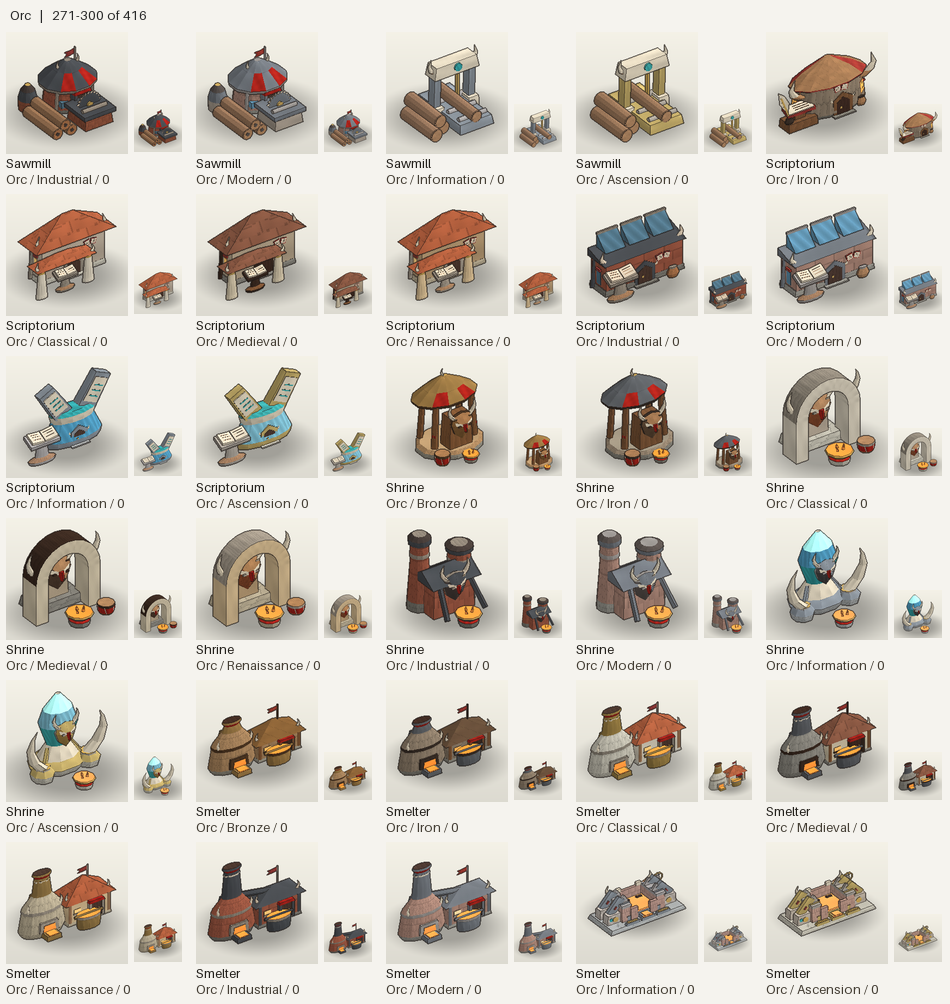 Orc | 271-300 of 416
Sawmill
Orc / Industrial / 0
Sawmill
Orc / Modern / 0
Sawmill
Orc / Information / 0
Sawmill
Orc / Ascension / 0
Scriptorium
Orc / Iron / 0
Scriptorium
Orc / Classical / 0
Scriptorium
Orc / Medieval / 0
Scriptorium
Orc / Renaissance / 0
Scriptorium
Orc / Industrial / 0
Scriptorium
Orc / Modern / 0
Scriptorium
Orc / Information / 0
Scriptorium
Orc / Ascension / 0
Shrine
Orc / Bronze / 0
Shrine
Orc / Iron / 0
Shrine
Orc / Classical / 0
Shrine
Orc / Medieval / 0
Shrine
Orc / Renaissance / 0
Shrine
Orc / Industrial / 0
Shrine
Orc / Modern / 0
Shrine
Orc / Information / 0
Shrine
Orc / Ascension / 0
Smelter
Orc / Bronze / 0
Smelter
Orc / Iron / 0
Smelter
Orc / Classical / 0
Smelter
Orc / Medieval / 0
Smelter
Orc / Renaissance / 0
Smelter
Orc / Industrial / 0
Smelter
Orc / Modern / 0
Smelter
Orc / Information / 0
Smelter
Orc / Ascension / 0